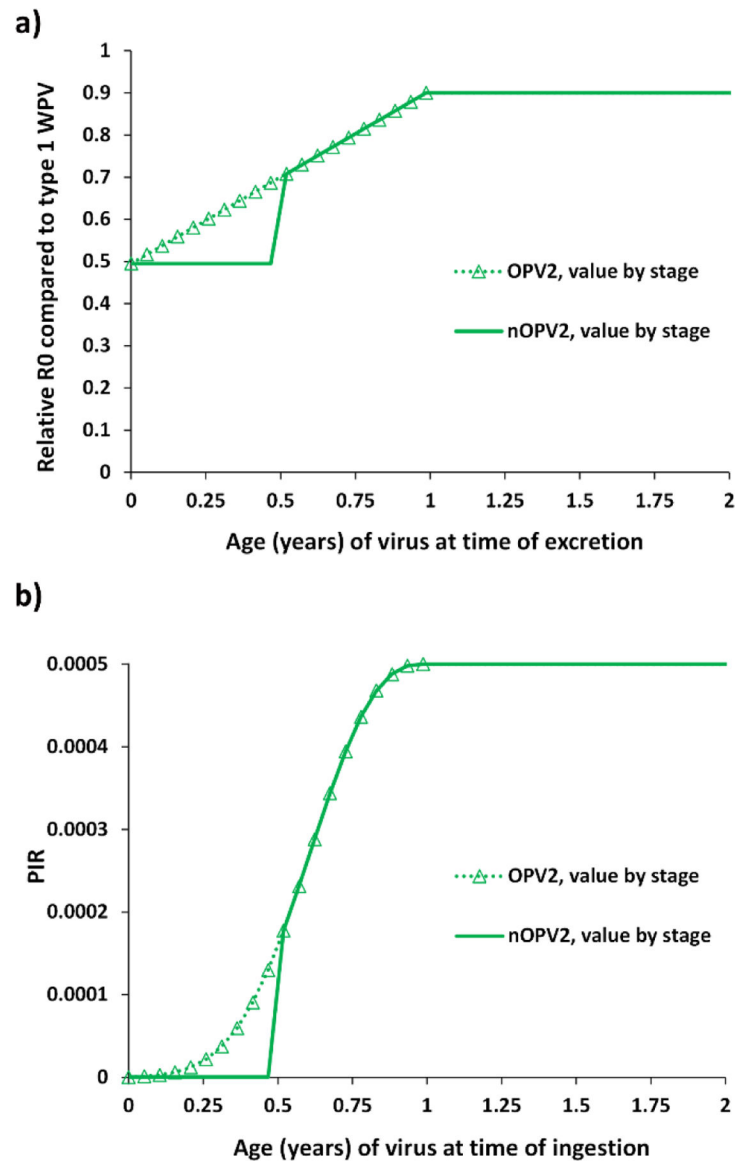 a)
Relative R0 compared to type 1 WPV
1
0.9
0.8
0.7
0.6
0.5
0.4
0.3
0.2
0.1
0
0 0.25 0.5 0.75 1 1.25 1.5 1.75 2
OPV2, value by stage
nOPV2, value by stage
Age (years) of virus at time of excretion
b)
PIR
0.0005
0.0004
0.0003
0.0002
0.0001
0
0 0.25 0.5 0.75 1 1.25 1.5 1.75 2
OPV2, value by stage
nOPV2, value by stage
Age (years) of virus at time of ingestion